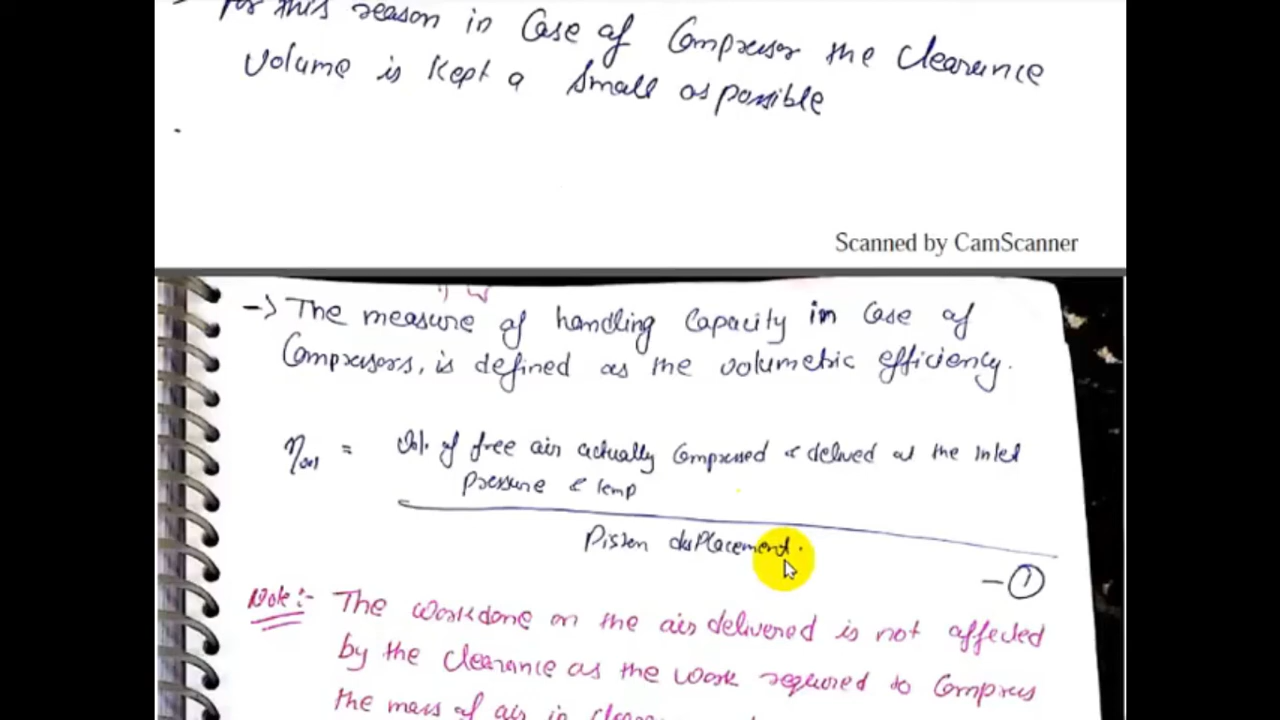 For this reason in Case of Compressor the Clearance
volume is kept a small as possible
Scanned by CamScanner
-> The measure of handling Capacity in Case of
Compressors, is defined as the volumetric efficiency.
ηvol = Vol. of free air actually Compressed & delived at the inlet
pressure & temp
Piston displacement.
- 1
Note:- The workdone on the air delivered is not affected
by the Clearance as the work required to Compress
the mass of air in